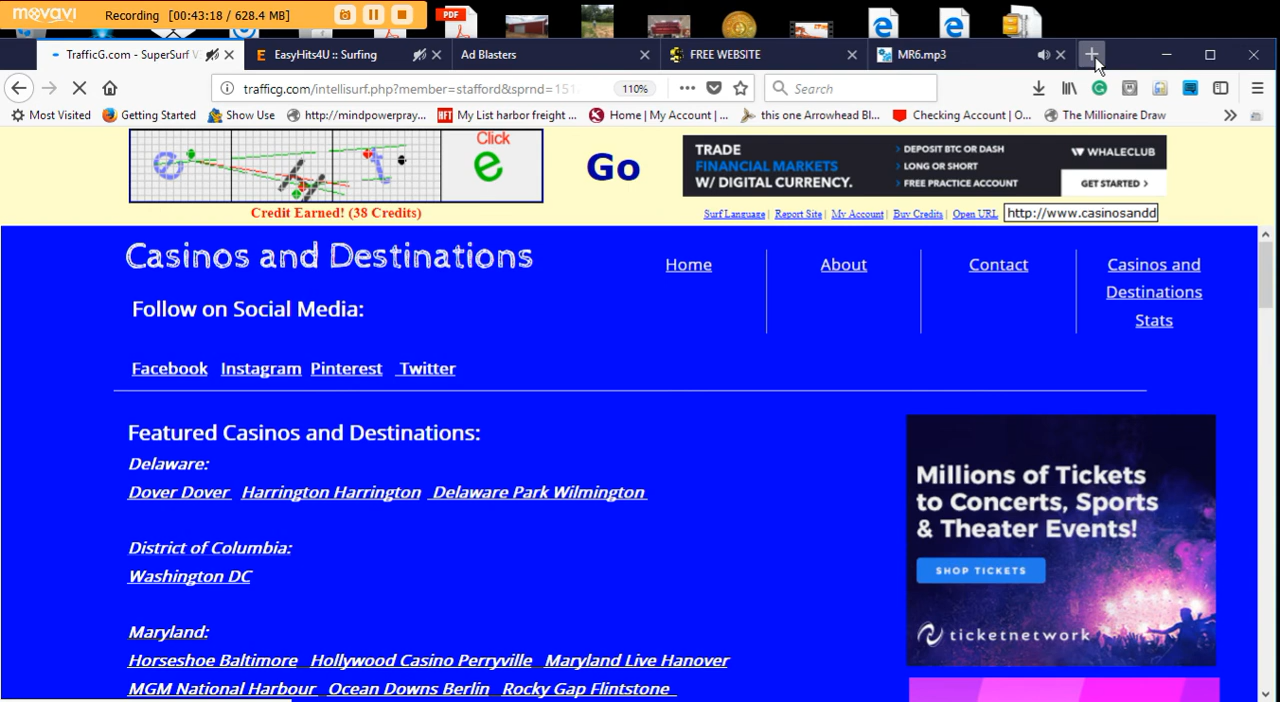 movavi Recording (00:43:18 / 628.4 MB) PDF
TrafficG.com - SuperSurf V EasyHits4U :: Surfing Ad Blasters FREE WEBSITE MR6.mp3
trafficg.com/intellisurf.php?member=stafford&sprnd=151 110% Search
Most Visited Getting Started Show Use http://mindpowerpray... My List harbor freight ... Home | My Account | ... this one Arrowhead Bl... Checking Account | O... The Millionaire Draw
Click
e
Go
TRADE
FINANCIAL MARKETS
W/ DIGITAL CURRENCY.
> DEPOSIT BTC OR DASH
> LONG OR SHORT
> FREE PRACTICE ACCOUNT
WHALECLUB
GET STARTED >
Credit Earned! (38 Credits)
Surf Language | Report Site | My Account | Buy Credits | Open URL http://www.casinosandd
Casinos and Destinations
Home About Contact Casinos and
Destinations
Stats
Follow on Social Media:
Facebook Instagram Pinterest Twitter
Featured Casinos and Destinations:
Delaware:
Dover Dover Harrington Harrington Delaware Park Wilmington
District of Columbia:
Washington DC
Maryland:
Horseshoe Baltimore Hollywood Casino Perryville Maryland Live Hanover
MGM National Harbour Ocean Downs Berlin Rocky Gap Flintstone
Millions of Tickets
to Concerts, Sports
& Theater Events!
SHOP TICKETS
ticketnetwork